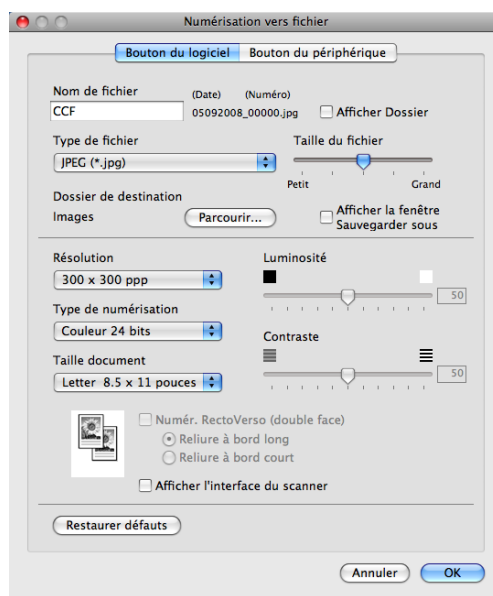 Numérisation vers fichier
Bouton du logiciel Bouton du périphérique
Nom de fichier (Date) (Numéro)
CCF 05092008_00000.jpg Afficher Dossier
Type de fichier Taille du fichier
JPEG (*.jpg)
Petit Grand
Dossier de destination
Images Parcourir... Afficher la fenêtre
Sauvegarder sous
Résolution Luminosité
300 x 300 ppp
50
Type de numérisation
Couleur 24 bits
Contraste
Taille document
Letter 8.5 x 11 pouces 50
Numér. RectoVerso (double face)
Reliure à bord long
Reliure à bord court
Afficher l'interface du scanner
Restaurer défauts
Annuler OK